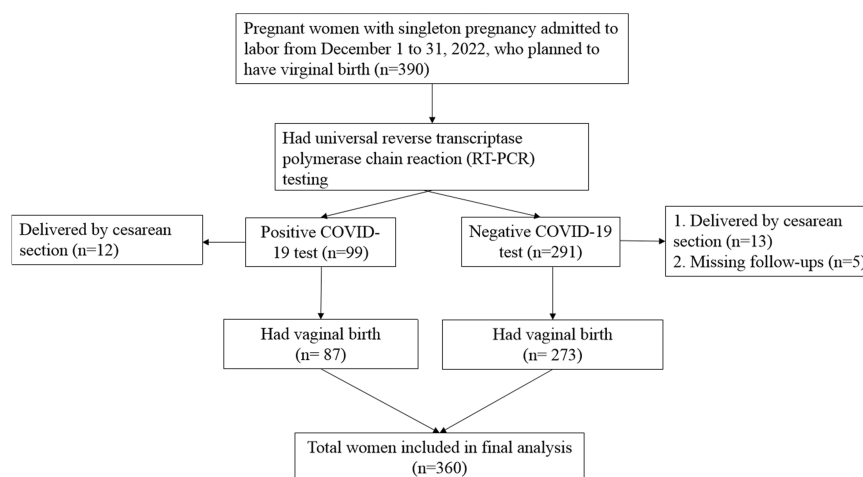 Pregnant women with singleton pregnancy admitted to
labor from December 1 to 31, 2022, who planned to
have virginal birth (n=390)
Had universal reverse transcriptase
polymerase chain reaction (RT-PCR)
testing
Delivered by cesarean
section (n=12)
Positive COVID-
19 test (n=99)
Negative COVID-19
test (n=291)
1. Delivered by cesarean
section (n=13)
2. Missing follow-ups (n=5)
Had vaginal birth
(n= 87)
Had vaginal birth
(n= 273)
Total women included in final analysis
(n=360)